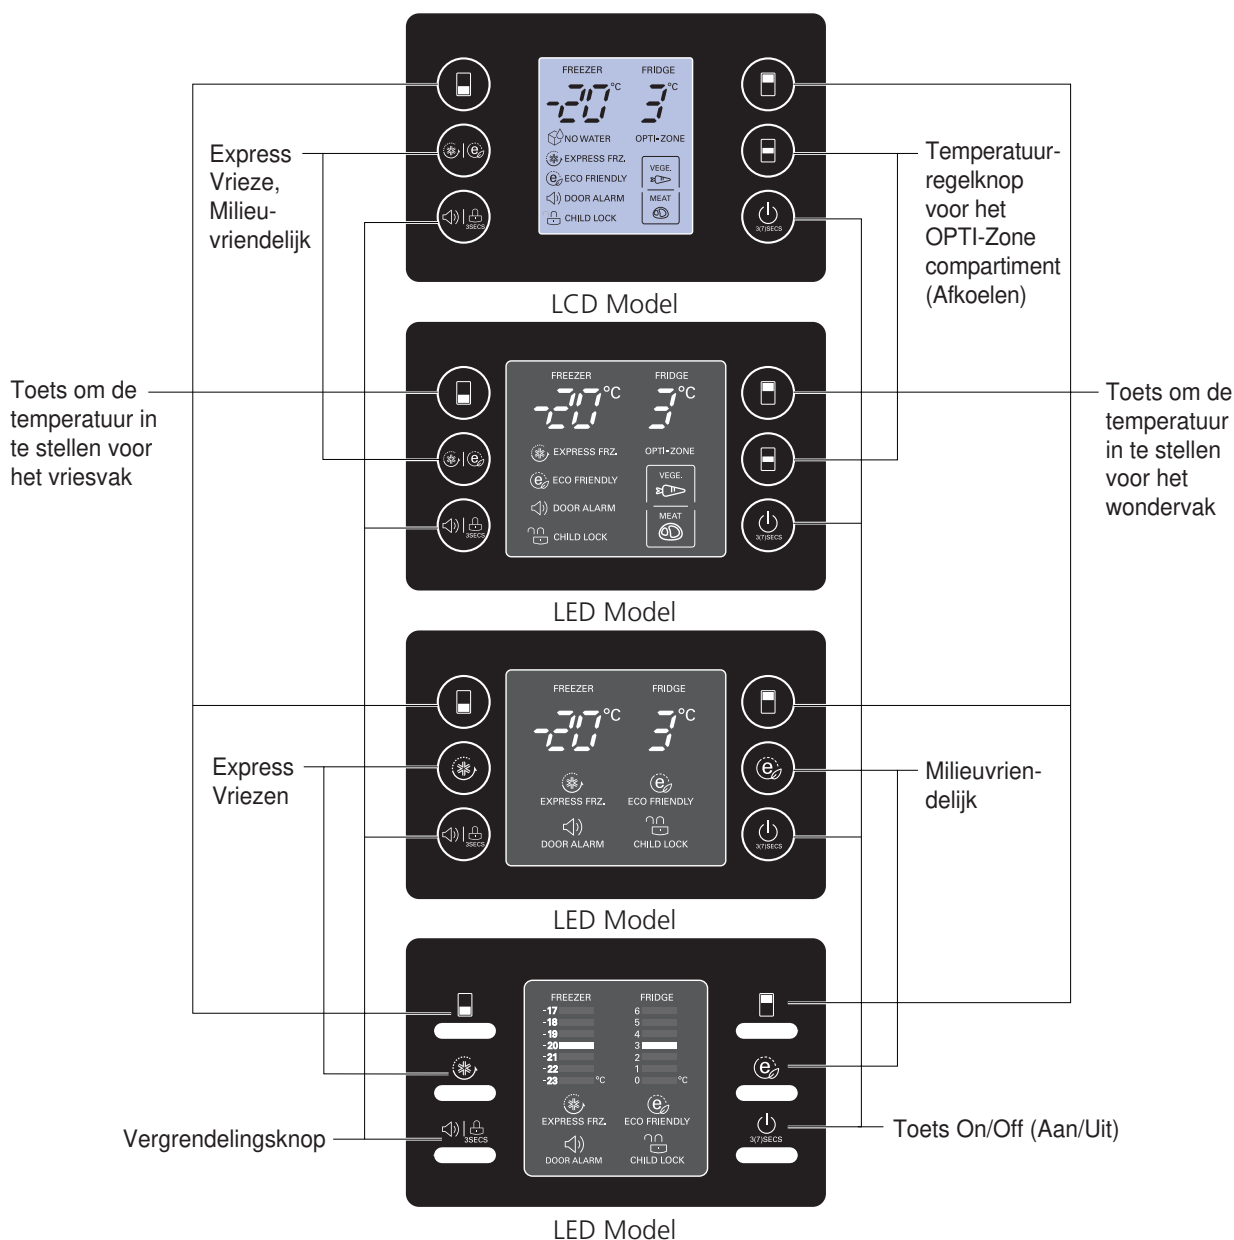 FREEZER FRIDGE
-20 °C 3 °C
NO WATER OPTI-ZONE
EXPRESS FRZ.
VEGE.
ECO FRIENDLY
DOOR ALARM MEAT
CHILD LOCK
e
3SECS
3(7)SECS
LCD Model
Express
Vrieze,
Milieu-
vriendelijk
Temperatuur-
regelknop
voor het
OPTI-Zone
compartiment
(Afkoelen)
FREEZER FRIDGE
-20 °C 3 °C
EXPRESS FRZ. OPTI-ZONE
VEGE.
ECO FRIENDLY
DOOR ALARM MEAT
CHILD LOCK
e
3SECS
3(7)SECS
LED Model
Toets om de
temperatuur in
te stellen voor
het vriesvak
Toets om de
temperatuur
in te stellen
voor het
wondervak
FREEZER FRIDGE
-20 °C 3 °C
e
EXPRESS FRZ. ECO FRIENDLY
DOOR ALARM CHILD LOCK
e
3SECS
3(7)SECS
LED Model
Express
Vriezen
Milieuvrien-
delijk
FREEZER FRIDGE
-17 6
-18 5
-19 4
-20 3
-21 2
-22 1
-23 °C 0 °C
e
EXPRESS FRZ. ECO FRIENDLY
DOOR ALARM CHILD LOCK
e
3SECS
3(7)SECS
Vergrendelingsknop
Toets On/Off (Aan/Uit)
LED Model